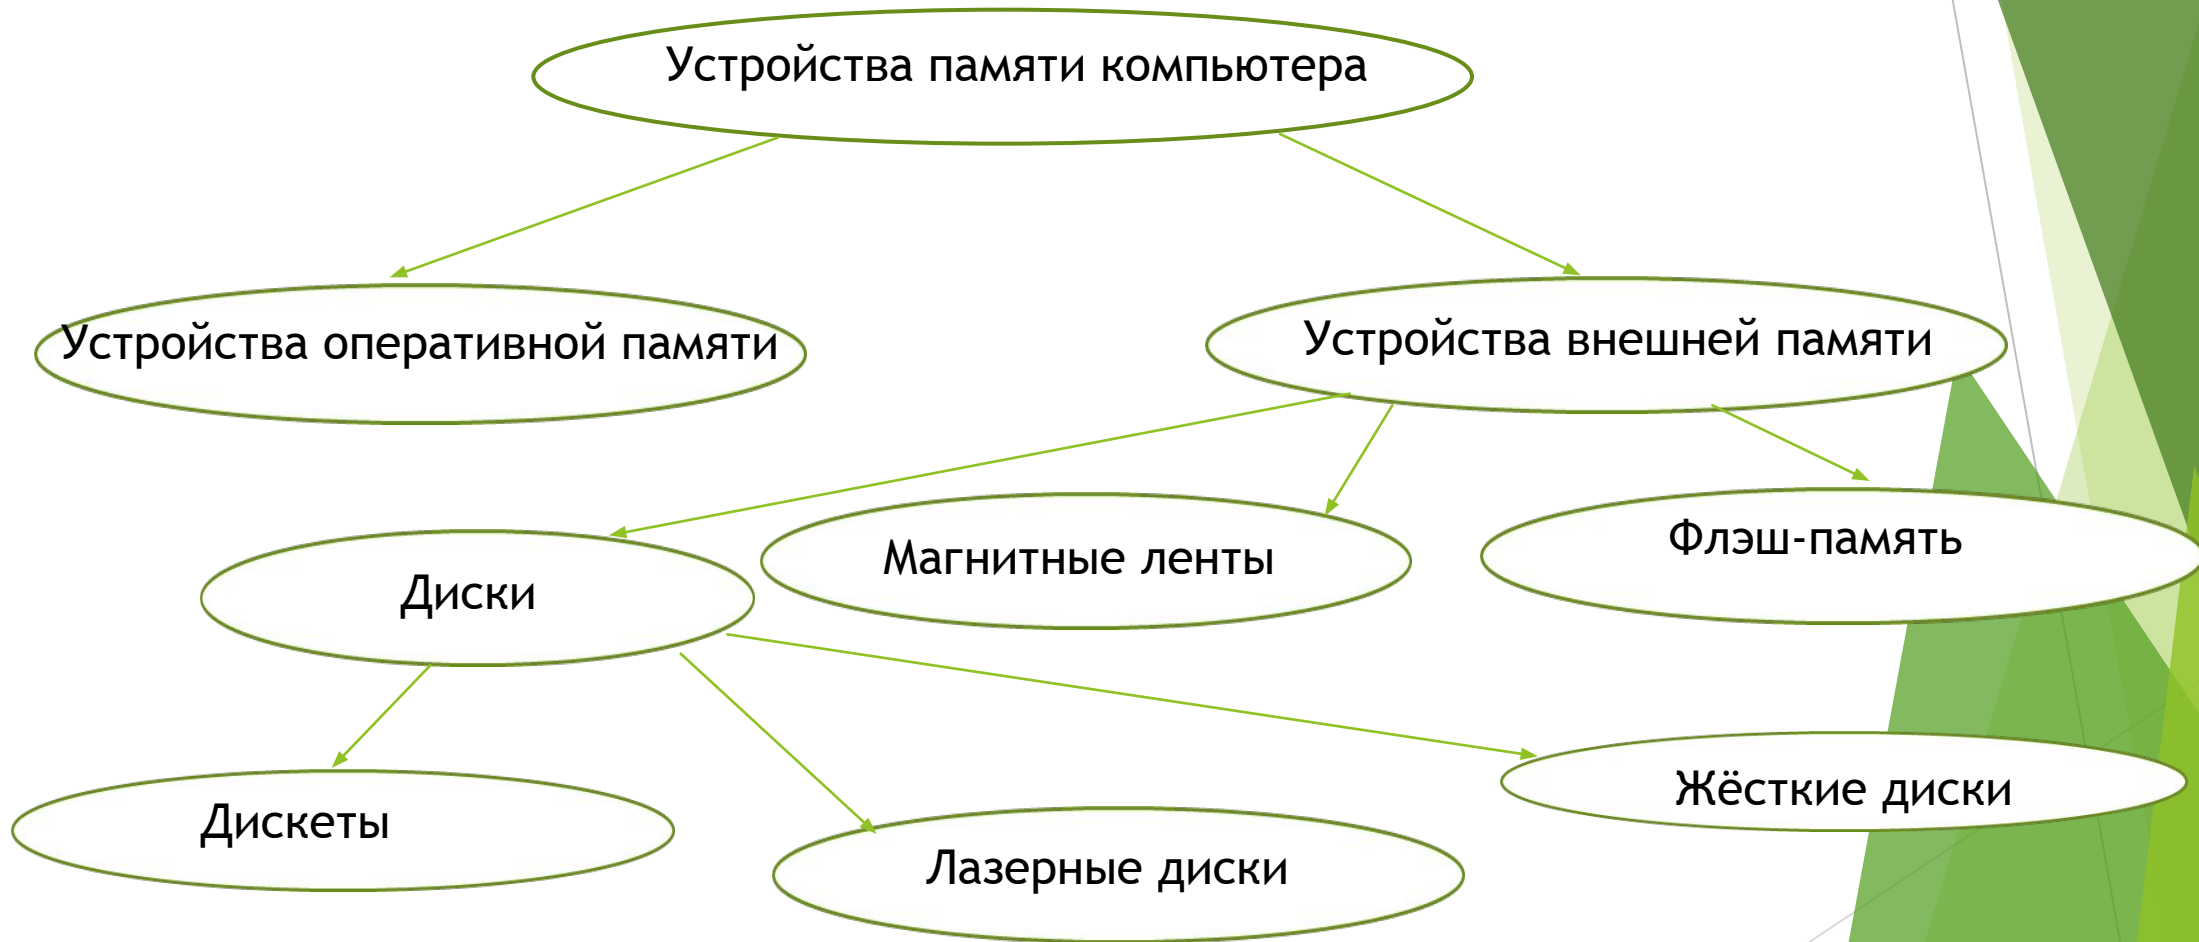 Устройства памяти компьютера
Устройства оперативной памяти
Устройства внешней памяти
Диски
Магнитные ленты
Флэш-память
Дискеты
Лазерные диски
Жёсткие диски